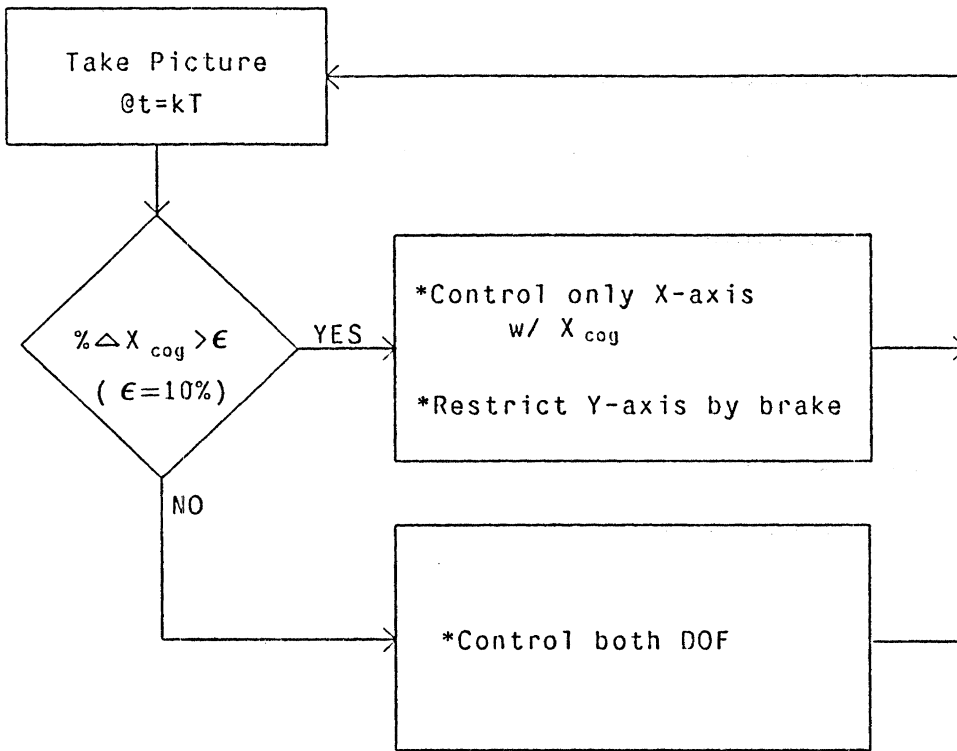 Take Picture
@t=kT
%△X cog >ϵ
( ϵ=10%)
YES
*Control only X-axis
w/ X cog
*Restrict Y-axis by brake
NO
*Control both DOF